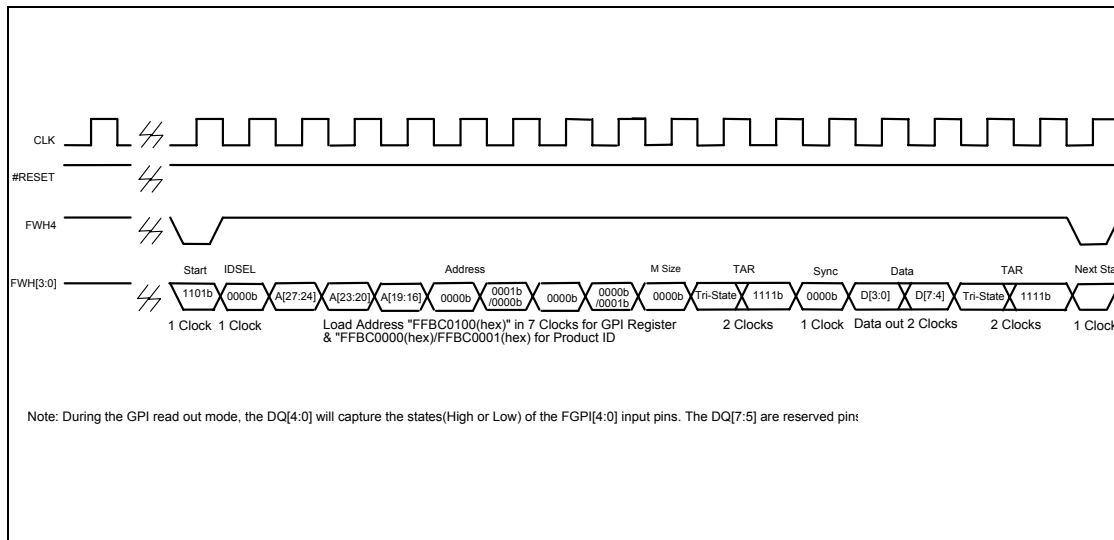 CLK
#RESET
FWH4
FWH[3:0]
Start IDSEL Address M Size TAR Sync Data TAR Next Sta
1101b 0000b A[27:24] A[23:20] A[19:16] 0000b 0001b /0000b 0000b 0000b /0001b 0000b Tri-State 1111b 0000b D[3:0] D[7:4] Tri-State 1111b
1 Clock 1 Clock Load Address "FFBC0100(hex)" in 7 Clocks for GPI Register 2 Clocks 1 Clock Data out 2 Clocks 2 Clocks 1 Clock
& "FFBC0000(hex)/FFBC0001(hex) for Product ID
Note: During the GPI read out mode, the DQ[4:0] will capture the states(High or Low) of the FGPI[4:0] input pins. The DQ[7:5] are reserved pins